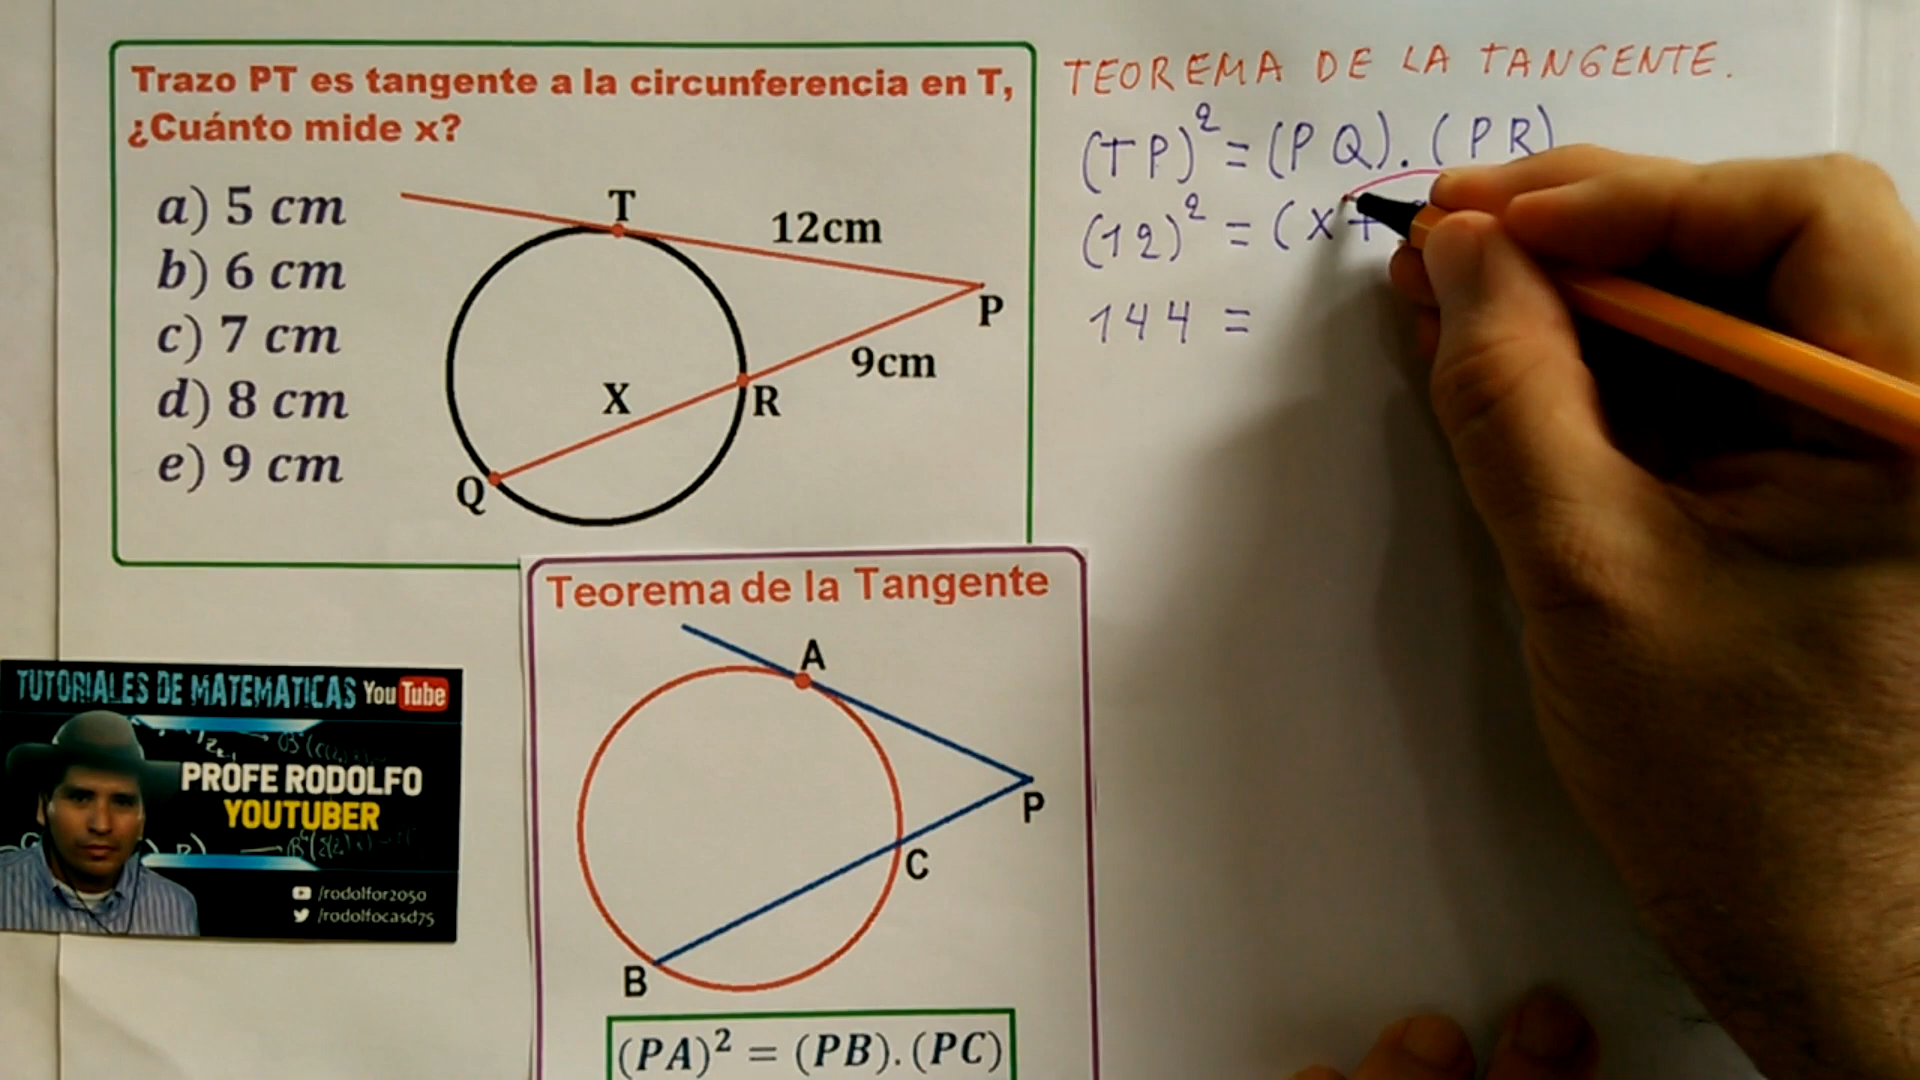 Trazo PT es tangente a la circunferencia en T,
¿Cuánto mide x?
a) 5 cm
b) 6 cm
c) 7 cm
d) 8 cm
e) 9 cm
T
12cm
P
9cm
R
X
Q
TEOREMA DE LA TANGENTE.
(TP)² = (PQ).(PR)
(12)² = (X+
144 =
Teorema de la Tangente
A
P
C
B
(PA)² = (PB).(PC)
TUTORIALES DE MATEMATICAS YouTube
PROFE RODOLFO
YOUTUBER
/rodolfor2050
/rodolfocasd75